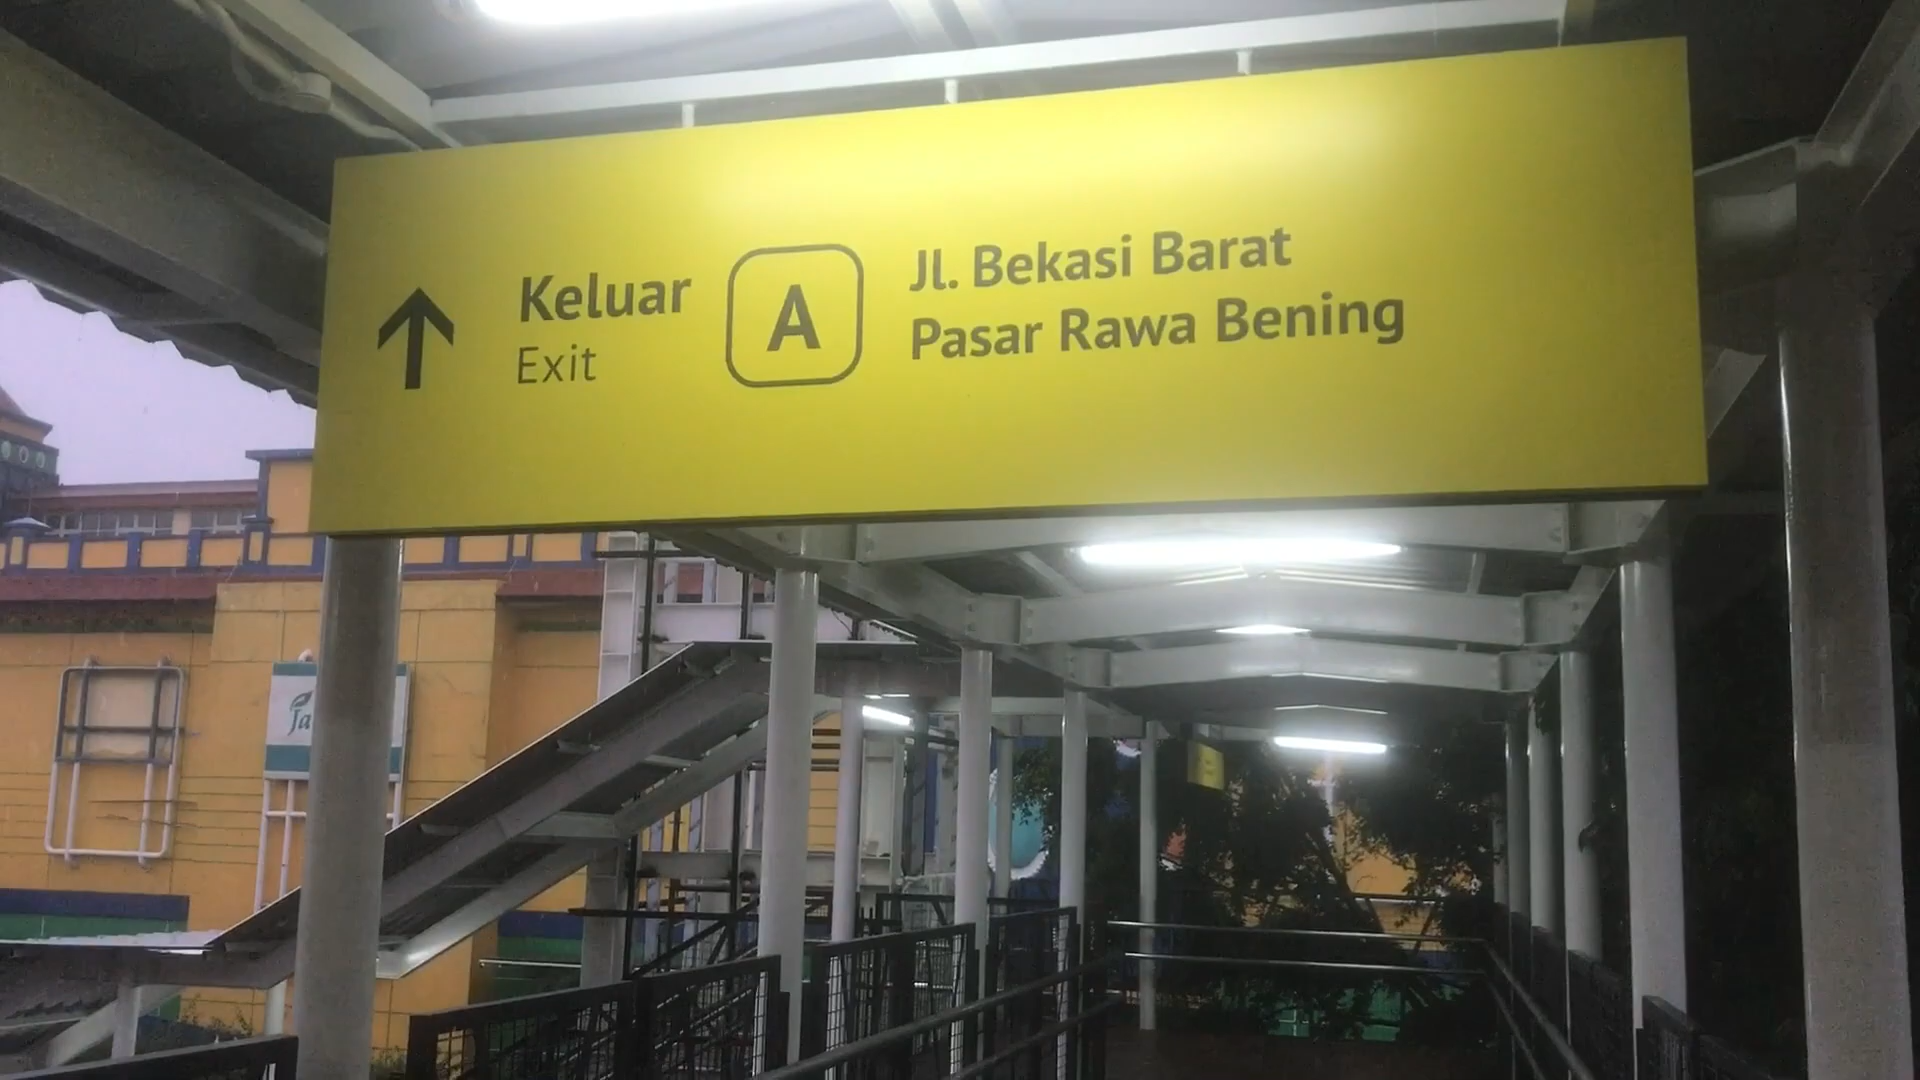 Keluar
Exit
A
Jl. Bekasi Barat
Pasar Rawa Bening